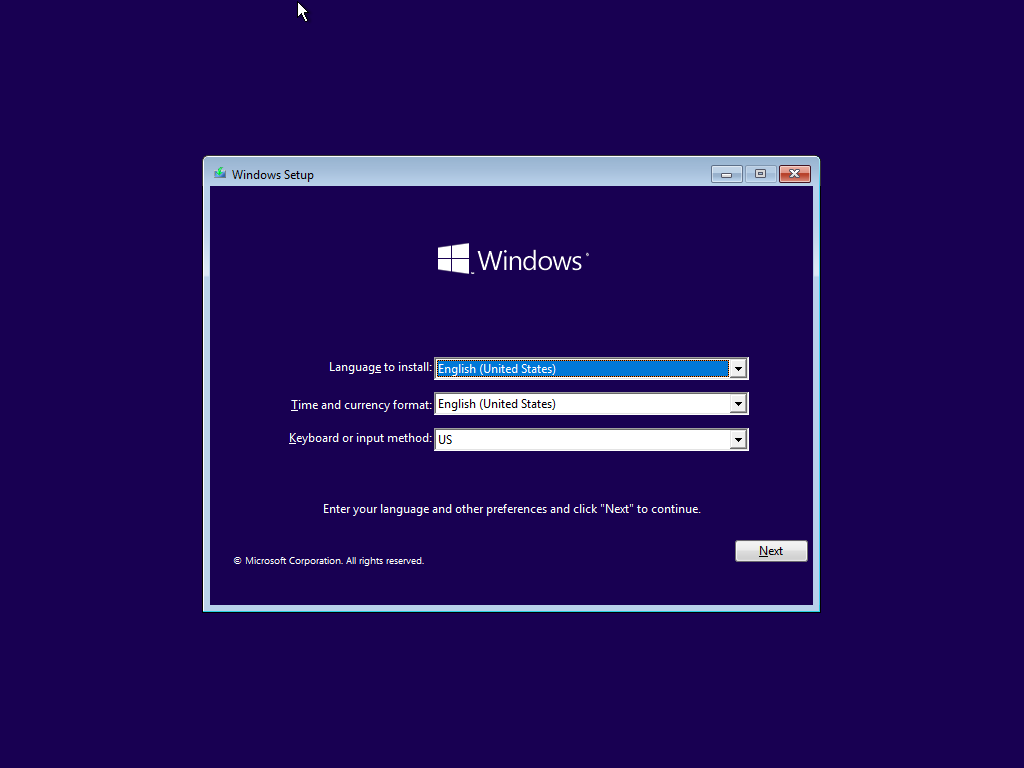 Windows Setup
Windows
Language to install: English (United States)
Time and currency format: English (United States)
Keyboard or input method: US
Enter your language and other preferences and click "Next" to continue.
Next
© Microsoft Corporation. All rights reserved.